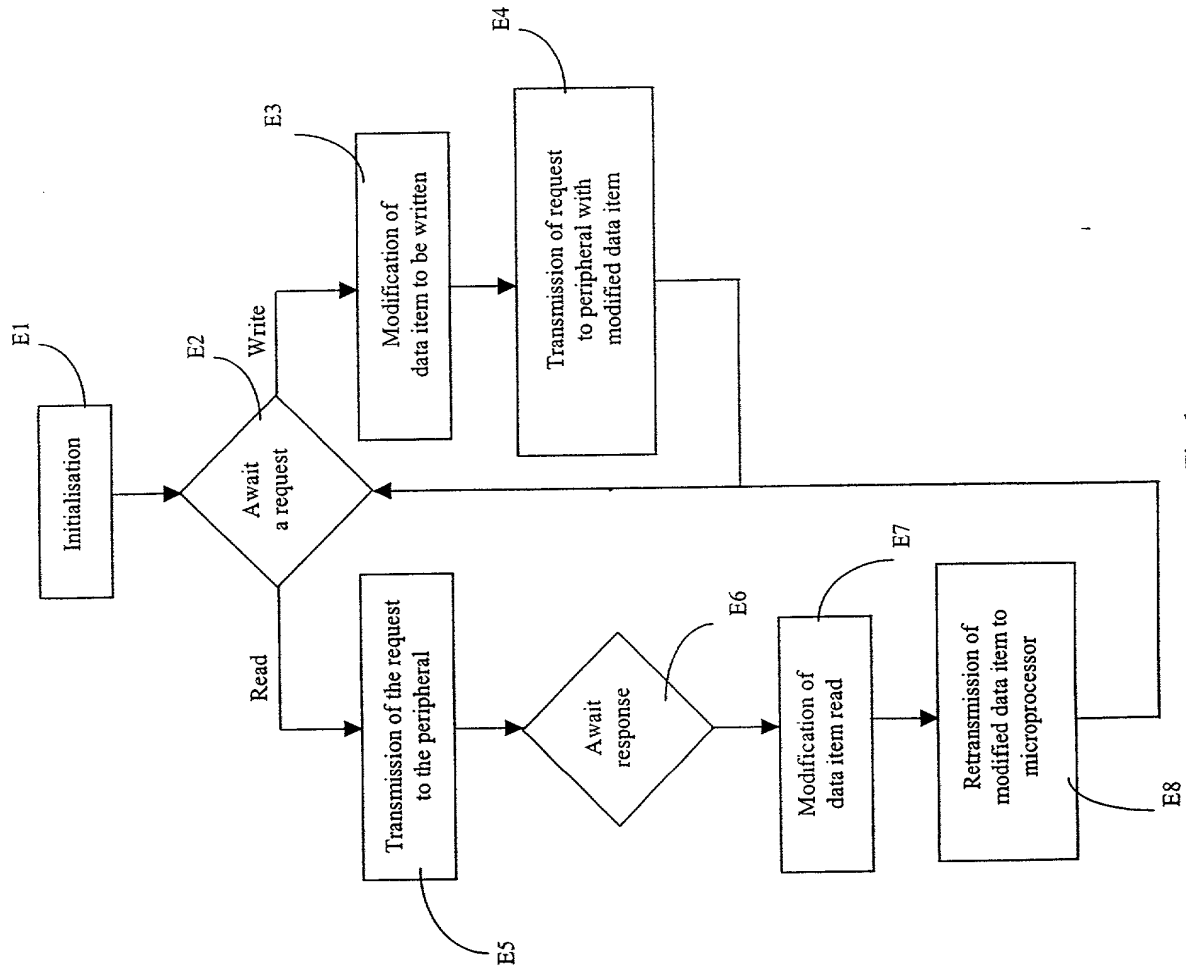 E1
Initialisation
E2
Await
a request
Write
Read
E3
Modification of
data item to be written
E4
Transmission of request
to peripheral with
modified data item
Transmission of the request
to the peripheral
E5
Await
response
E6
Modification of
data item read
E7
Retransmission of
modified data item to
microprocessor
E8